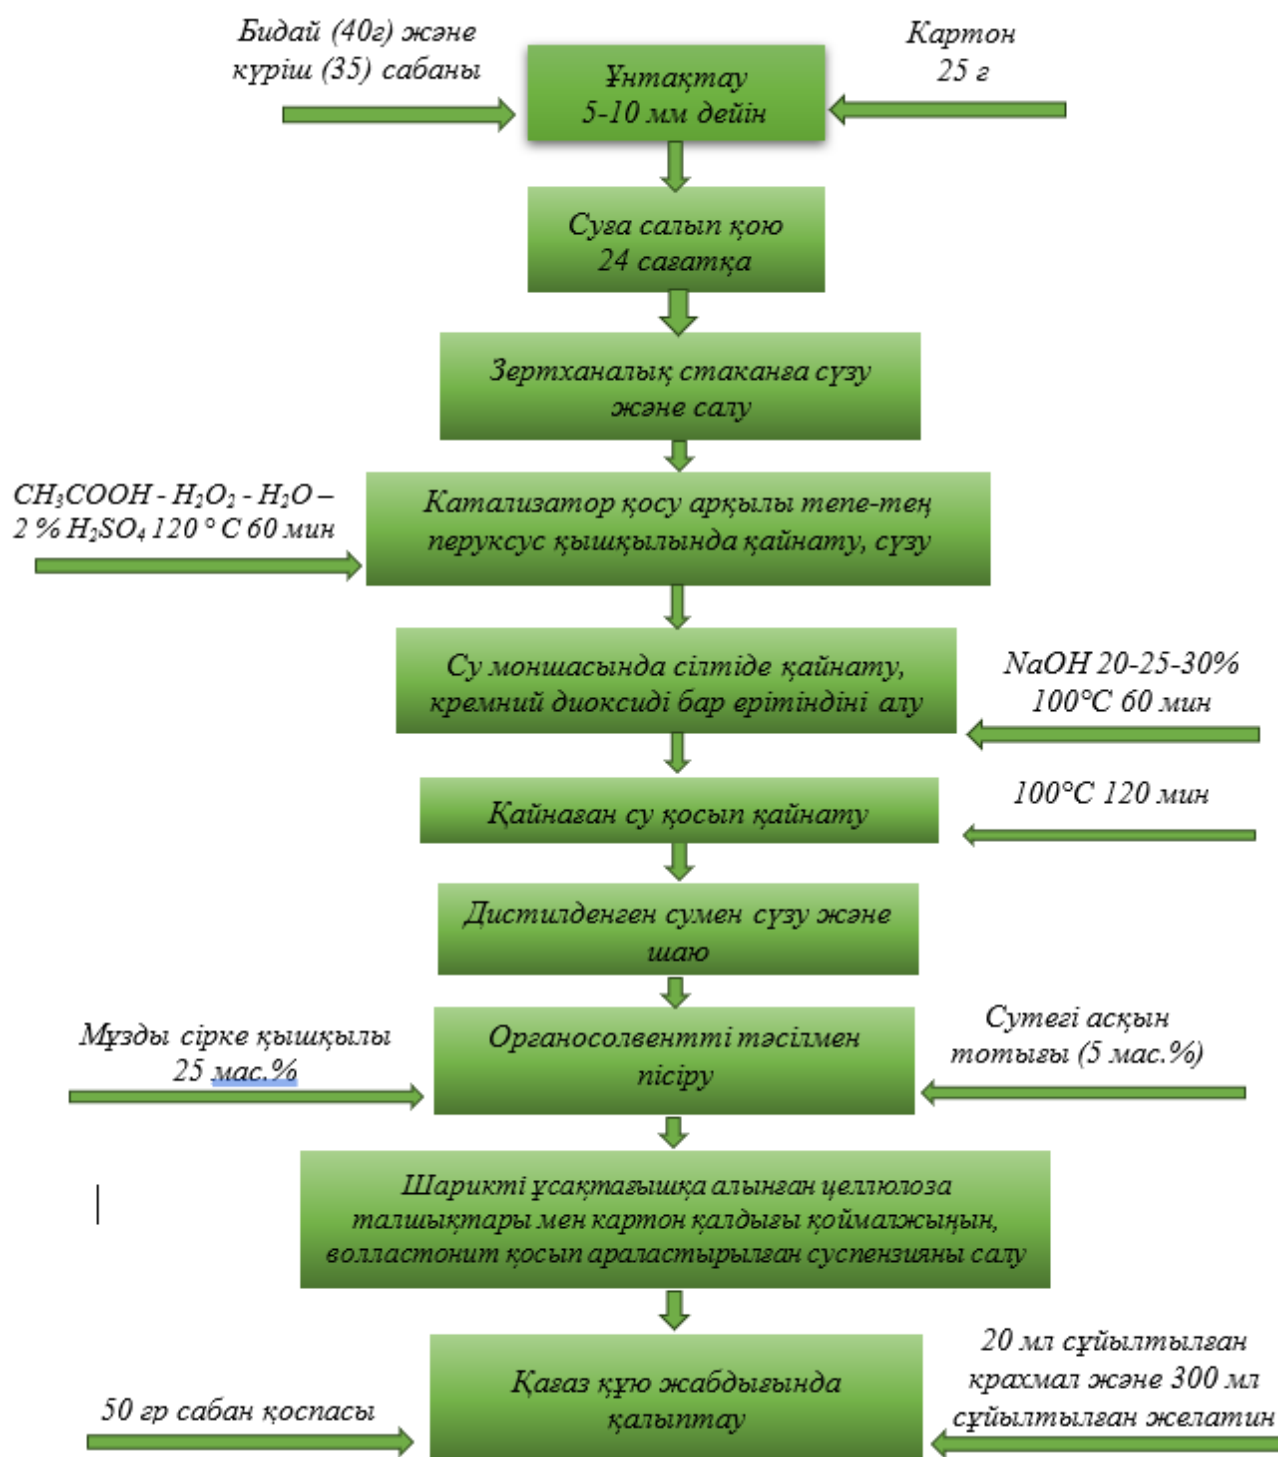 Бидай (40г) және
күріш (35) сабаны
Ұнтақтау
5-10 мм дейін
Картон
25 г
Суға салып қою
24 сағатқа
Зертханалық стаканға сүзу
және салу
CH₃COOH - H₂O₂ - H₂O –
2 % H₂SO₄ 120 ° C 60 мин
Катализатор қосу арқылы тепе-тең
перуксус қышқылында қайнату, сүзу
Су моншасында сілтіде қайнату,
кремний диоксиді бар ерітіндіні алу
NaOH 20-25-30%
100°C 60 мин
Қайнаған су қосып қайнату
100°C 120 мин
Дистилденген сумен сүзу және
шаю
Мұзды сірке қышқылы
25 мас.%
Органосолвентті тәсілмен
пісіру
Сутегі асқын
тотығы (5 мас.%)
Шарикті ұсақтағышқа алынған целлюлоза
талшықтары мен картон қалдығы қоймалжыңын,
волластонит қосып араластырылған суспензияны салу
50 гр сабан қоспасы
Қағаз құю жабдығында
қалыптау
20 мл сұйылтылған
крахмал және 300 мл
сұйылтылған желатин